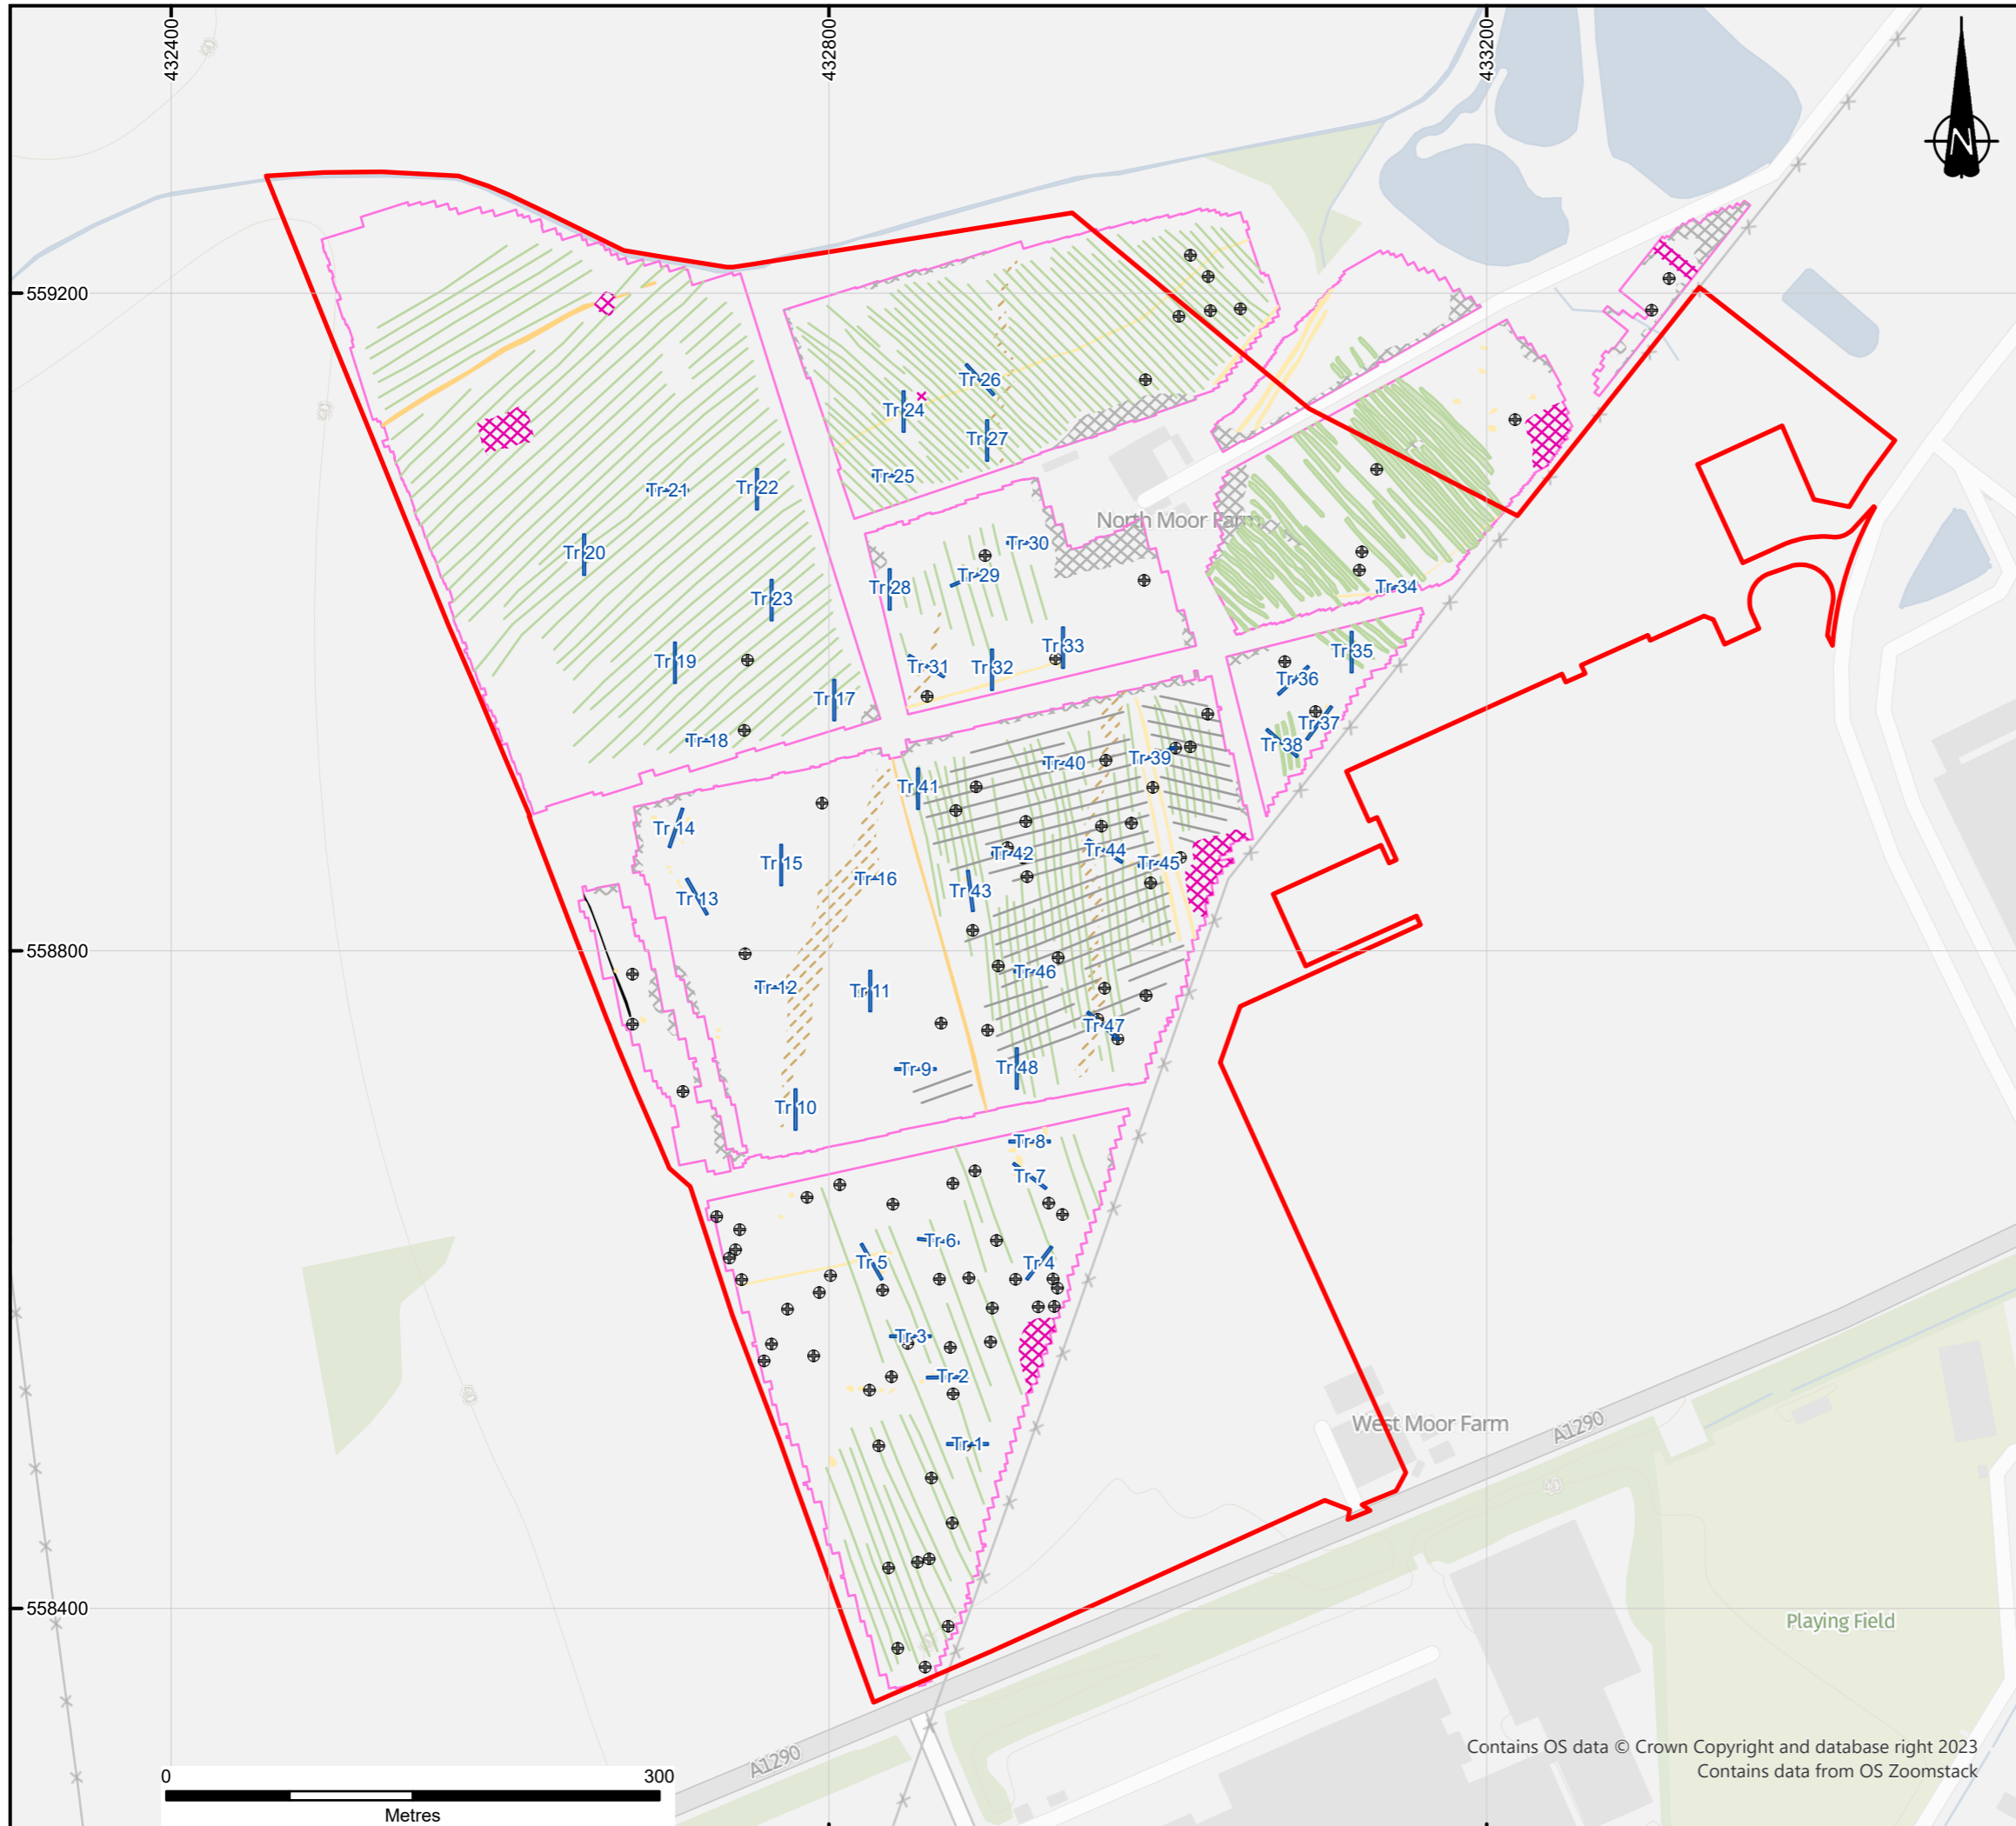 432400
432800
433200
N
559200
Tr 26
Tr 24
Tr 27
Tr 25
Tr 21
Tr 22
North Moor Farm
Tr 20
Tr 30
Tr 29
Tr 28
Tr 34
Tr 23
Tr 33
Tr 35
Tr 19
Tr 31
Tr 32
Tr 36
Tr 17
Tr 37
Tr 18
Tr 38
Tr 39
Tr 40
Tr 41
Tr 14
Tr 44
Tr 42
Tr 15
Tr 45
Tr 16
Tr 43
Tr 13
558800
Tr 46
Tr 12
Tr 11
Tr 47
Tr 9
Tr 48
Tr 10
Tr 8
Tr 7
Tr 6
Tr 5
Tr 4
Tr 3
Tr 2
West Moor Farm
A1290
Tr 1
558400
Playing Field
A1290
Contains OS data © Crown Copyright and database right 2023
Contains data from OS Zoomstack
0
300
Metres